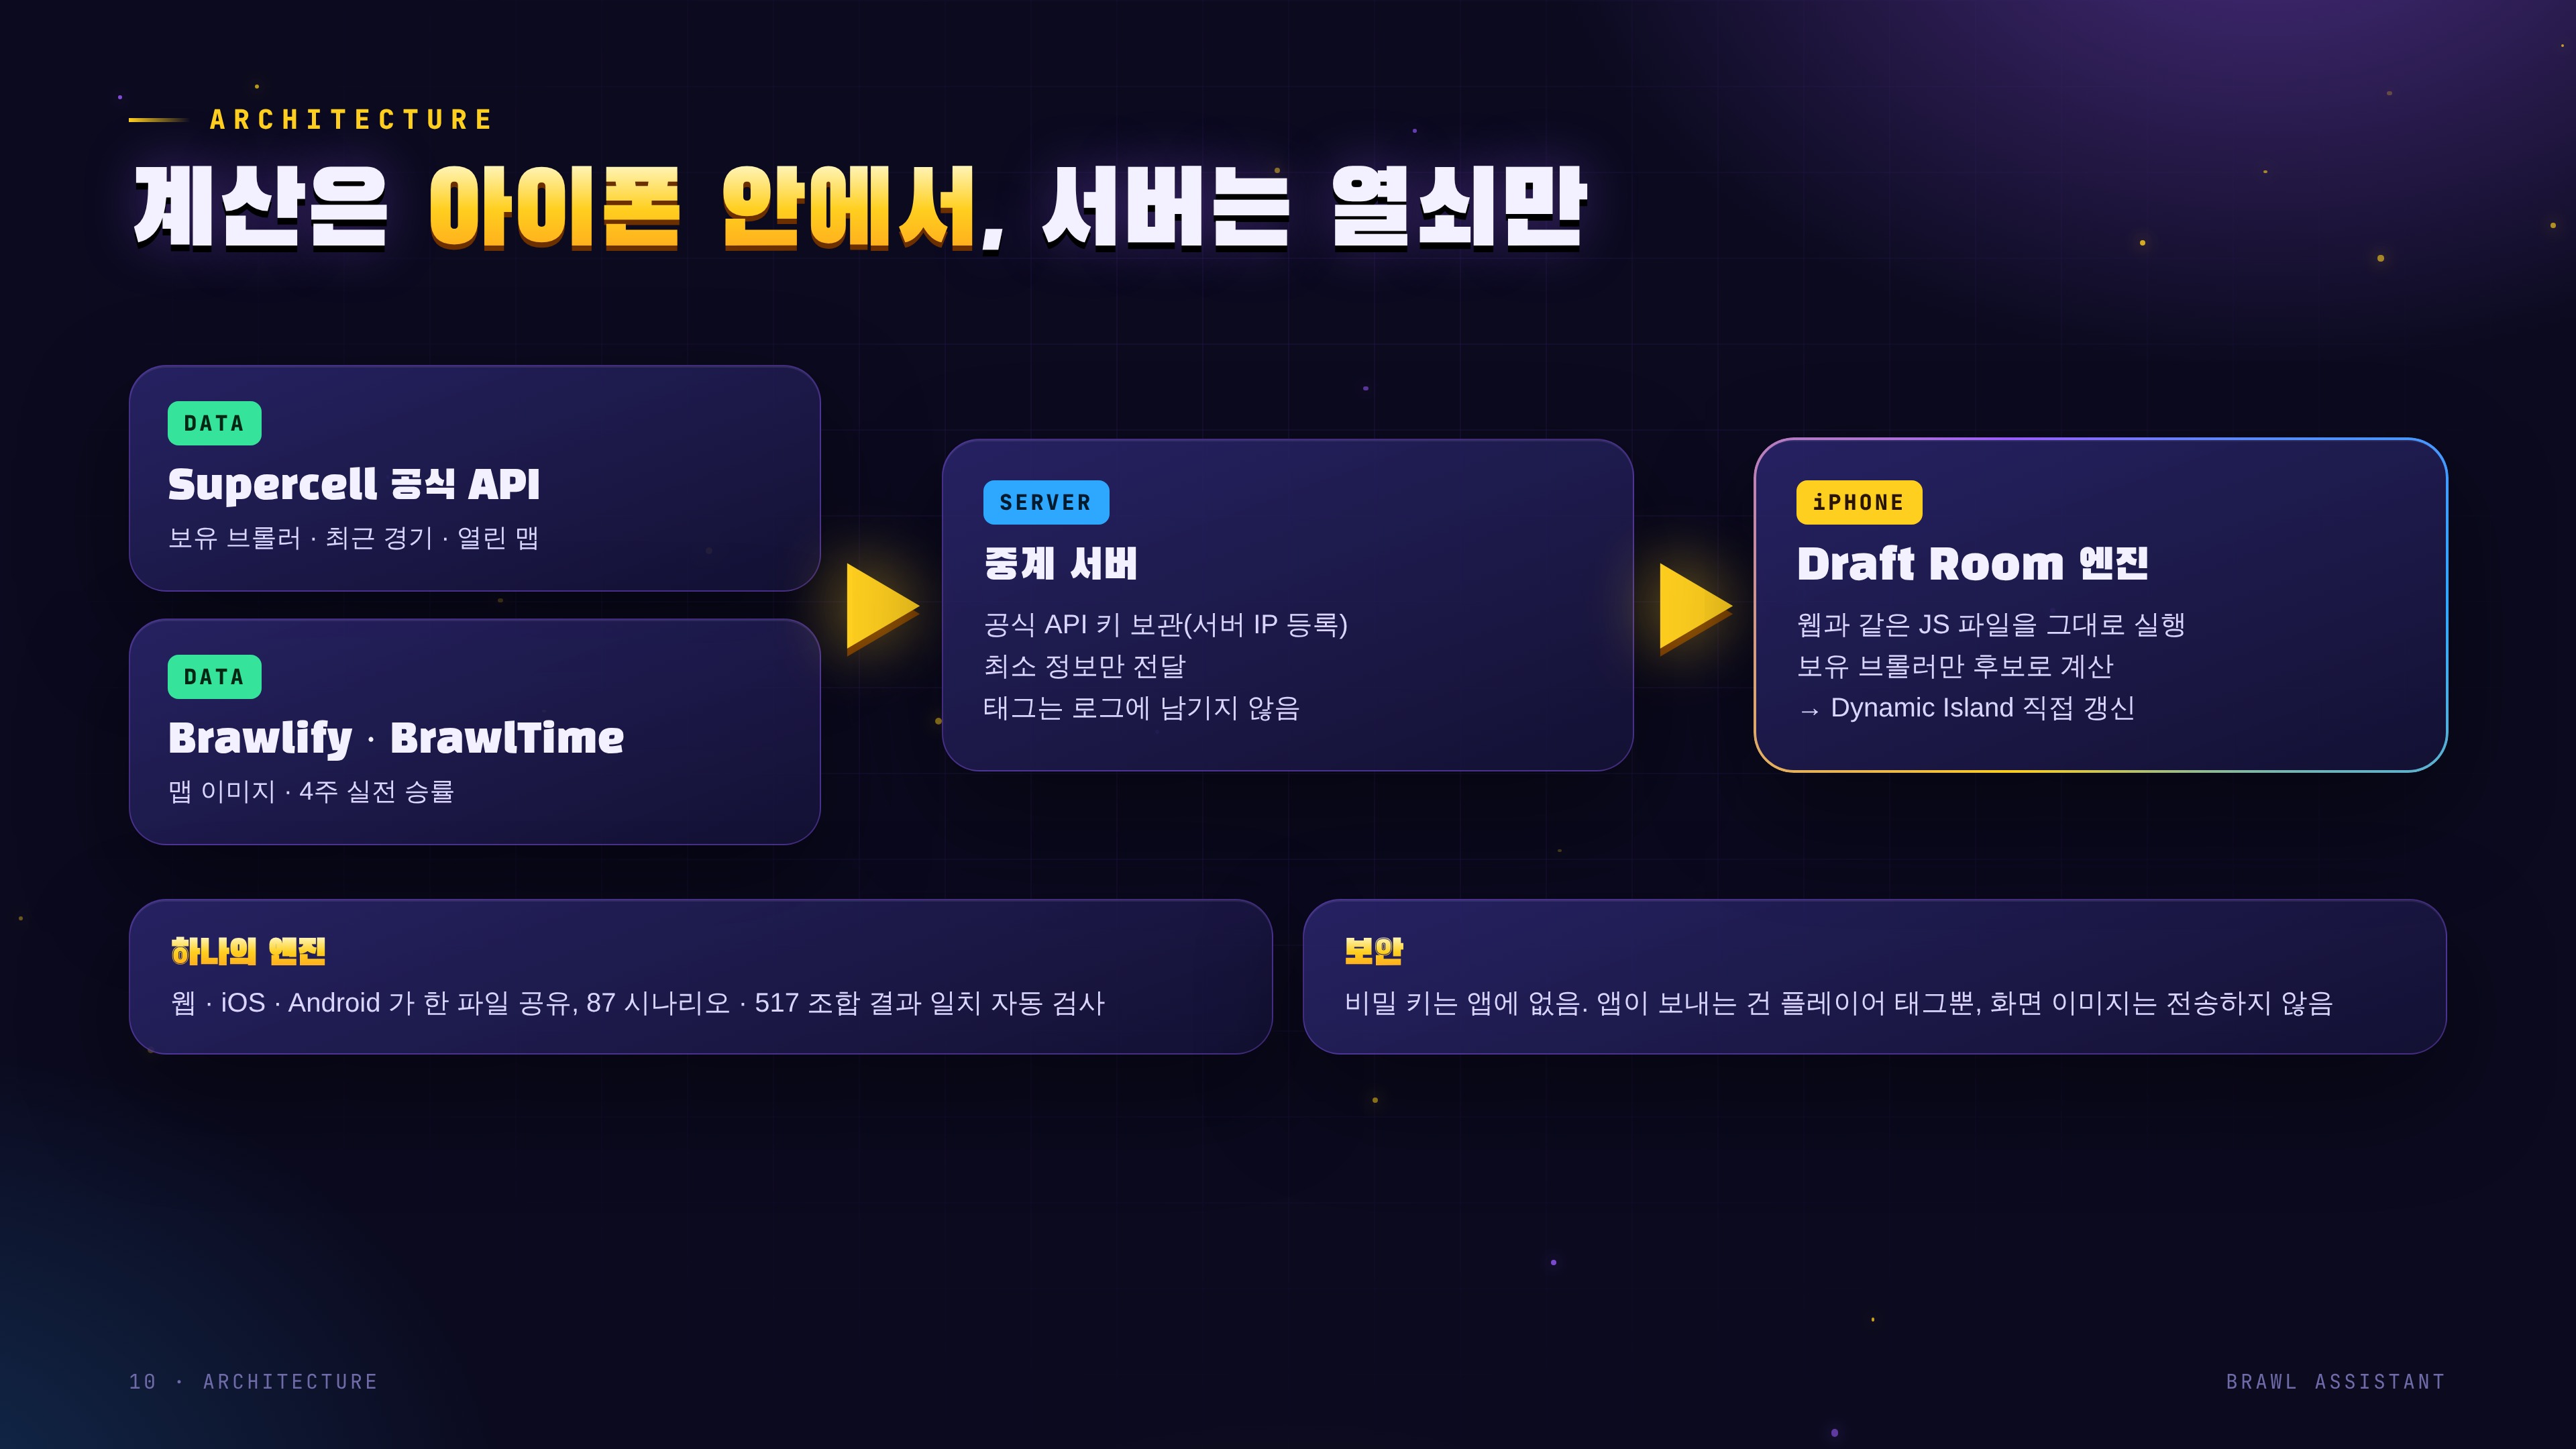 ARCHITECTURE
계산은 아이폰 안에서, 서버는 열쇠만
DATA
Supercell 공식 API
보유 브롤러 · 최근 경기 · 열린 맵
DATA
Brawlify · BrawlTime
맵 이미지 · 4주 실전 승률
SERVER
중계 서버
공식 API 키 보관(서버 IP 등록)
최소 정보만 전달
태그는 로그에 남기지 않음
iPHONE
Draft Room 엔진
웹과 같은 JS 파일을 그대로 실행
보유 브롤러만 후보로 계산
→ Dynamic Island 직접 갱신
하나의 엔진
웹 · iOS · Android 가 한 파일 공유, 87 시나리오 · 517 조합 결과 일치 자동 검사
보안
비밀 키는 앱에 없음. 앱이 보내는 건 플레이어 태그뿐, 화면 이미지는 전송하지 않음
10 · ARCHITECTURE
BRAWL ASSISTANT